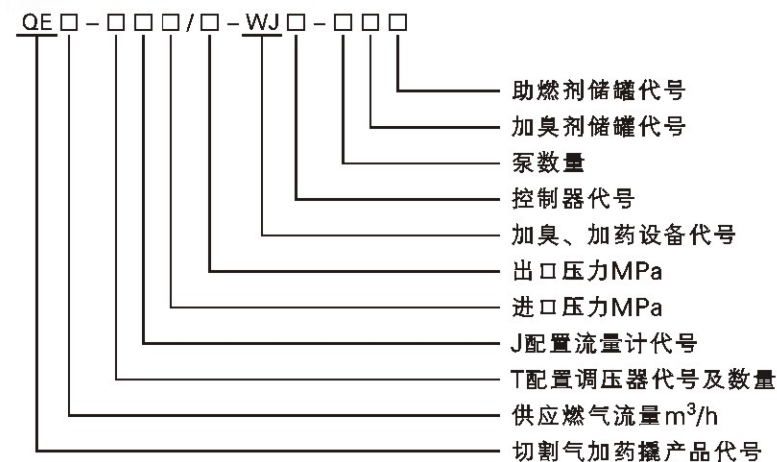 QE□-□□□/□-WJ□-□□□
助燃剂储罐代号
加臭剂储罐代号
泵数量
控制器代号
加臭、加药设备代号
出口压力MPa
进口压力MPa
J配置流量计代号
T配置调压器代号及数量
供应燃气流量m³/h
切割气加药撬产品代号